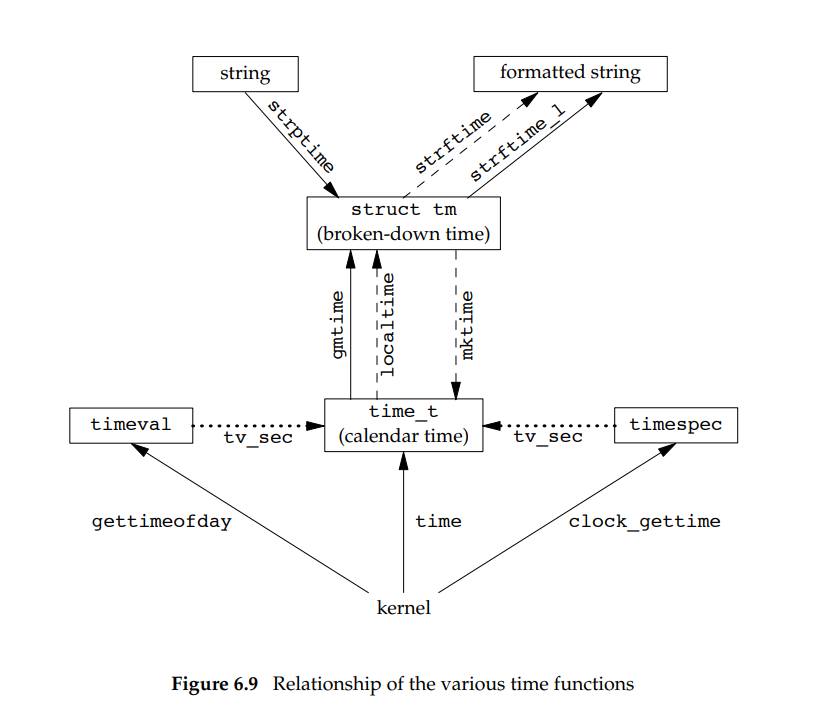 string
formatted string
strptime
strftime
strftime_l
struct tm
(broken-down time)
gmtime
localtime
mktime
timeval
tv_sec
time_t
(calendar time)
tv_sec
timespec
gettimeofday
time
clock_gettime
kernel
Figure 6.9 Relationship of the various time functions